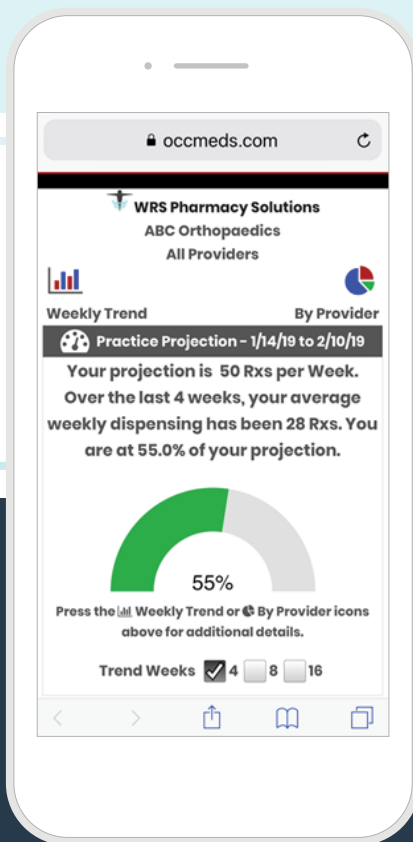 occmeds.com
WRS Pharmacy Solutions
ABC Orthopaedics
All Providers
Weekly Trend By Provider
Practice Projection - 1/14/19 to 2/10/19
Your projection is 50 Rxs per Week.
Over the last 4 weeks, your average
weekly dispensing has been 28 Rxs. You
are at 55.0% of your projection.
55%
Press the Weekly Trend or By Provider icons
above for additional details.
Trend Weeks 4 8 16